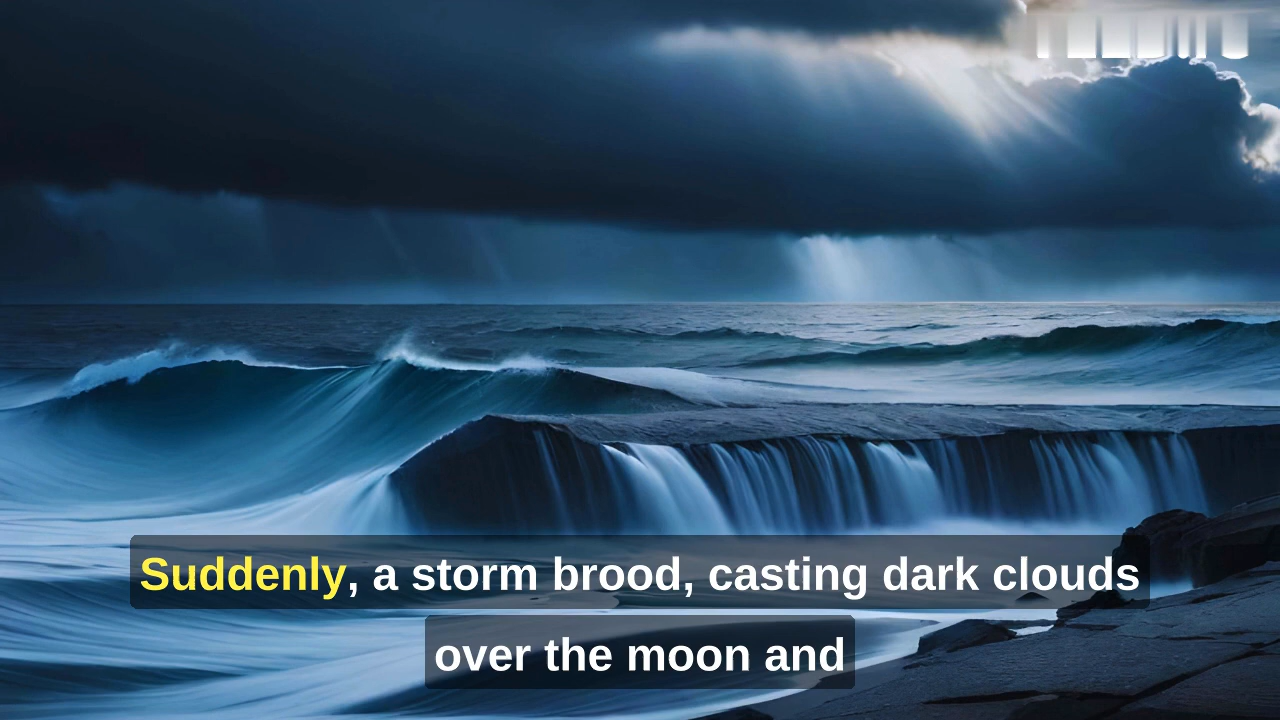 Suddenly, a storm brood, casting dark clouds
over the moon and